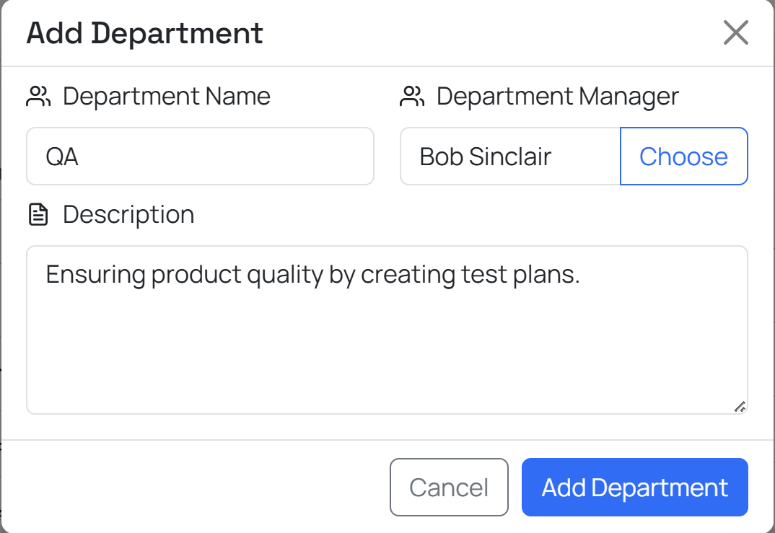 Add Department
Department Name
Department Manager
QA
Bob Sinclair
Choose
Description
Ensuring product quality by creating test plans.
Cancel
Add Department